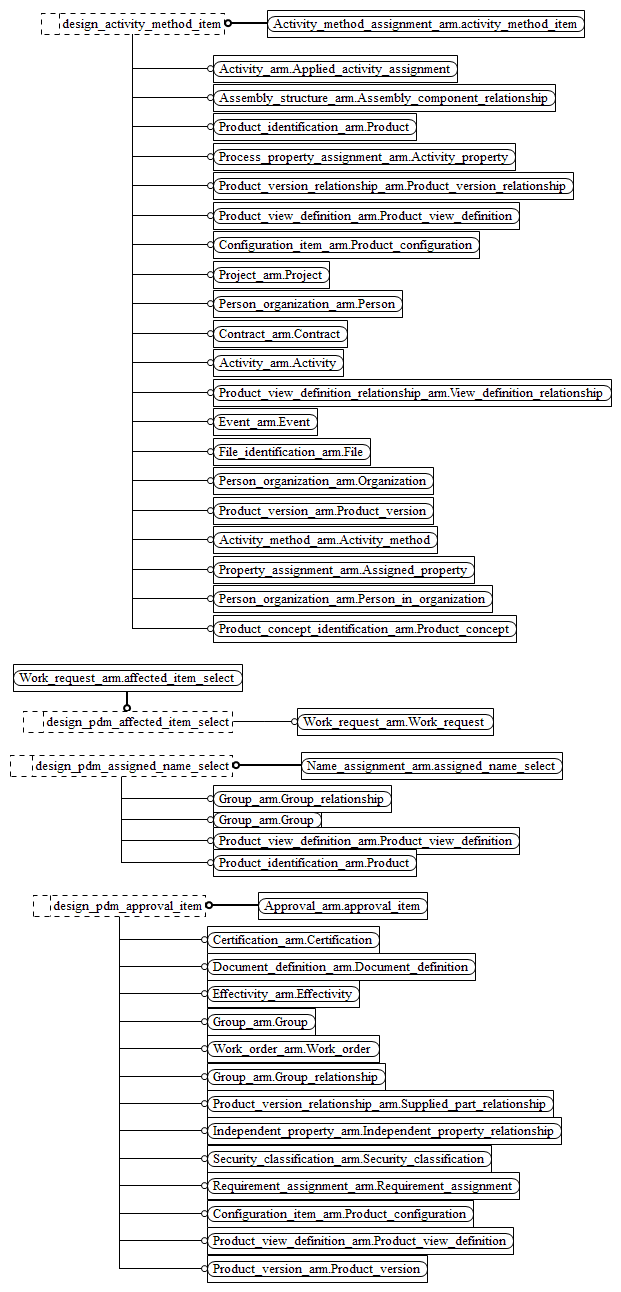 design_activity_method_item
Activity_method_assignment_arm.activity_method_item
Activity_arm.Applied_activity_assignment
Assembly_structure_arm.Assembly_component_relationship
Product_identification_arm.Product
Process_property_assignment_arm.Activity_property
Product_version_relationship_arm.Product_version_relationship
Product_view_definition_arm.Product_view_definition
Configuration_item_arm.Product_configuration
Project_arm.Project
Person_organization_arm.Person
Contract_arm.Contract
Activity_arm.Activity
Product_view_definition_relationship_arm.View_definition_relationship
Event_arm.Event
File_identification_arm.File
Person_organization_arm.Organization
Product_version_arm.Product_version
Activity_method_arm.Activity_method
Property_assignment_arm.Assigned_property
Person_organization_arm.Person_in_organization
Product_concept_identification_arm.Product_concept
Work_request_arm.affected_item_select
design_pdm_affected_item_select
Work_request_arm.Work_request
design_pdm_assigned_name_select
Name_assignment_arm.assigned_name_select
Group_arm.Group_relationship
Group_arm.Group
Product_view_definition_arm.Product_view_definition
Product_identification_arm.Product
design_pdm_approval_item
Approval_arm.approval_item
Certification_arm.Certification
Document_definition_arm.Document_definition
Effectivity_arm.Effectivity
Group_arm.Group
Work_order_arm.Work_order
Group_arm.Group_relationship
Product_version_relationship_arm.Supplied_part_relationship
Independent_property_arm.Independent_property_relationship
Security_classification_arm.Security_classification
Requirement_assignment_arm.Requirement_assignment
Configuration_item_arm.Product_configuration
Product_view_definition_arm.Product_view_definition
Product_version_arm.Product_version